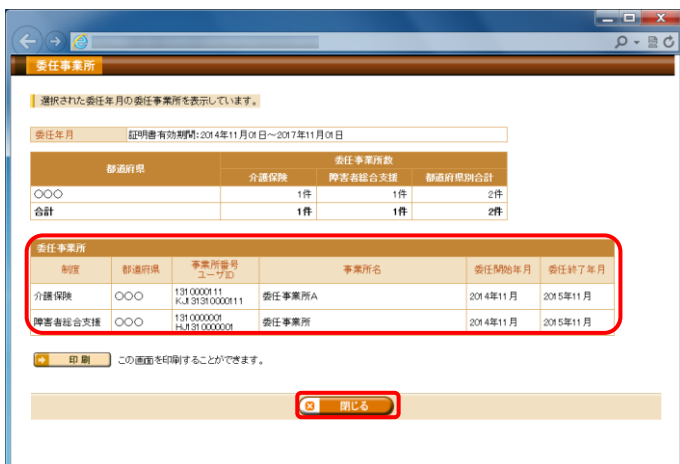 委任事業所
選択された委任年月の委任事業所を表示しています。
委任年月 証明書有効期間:2014年11月01日～2017年11月01日
都道府県 委任事業所数
介護保険 障害者総合支援 都道府県別合計
○○○ 1件 1件 2件
合計 1件 1件 2件
委任事業所
制度 都道府県 事業所番号 ユーザID 事業所名 委任開始年月 委任終了年月
介護保険 ○○○ 1310000111 KJ31310000111 委任事業所A 2014年11月 2015年11月
障害者総合支援 ○○○ 1310000001 HJ1310000001 委任事業所 2014年11月 2015年11月
印刷 この画面を印刷することができます。
閉じる